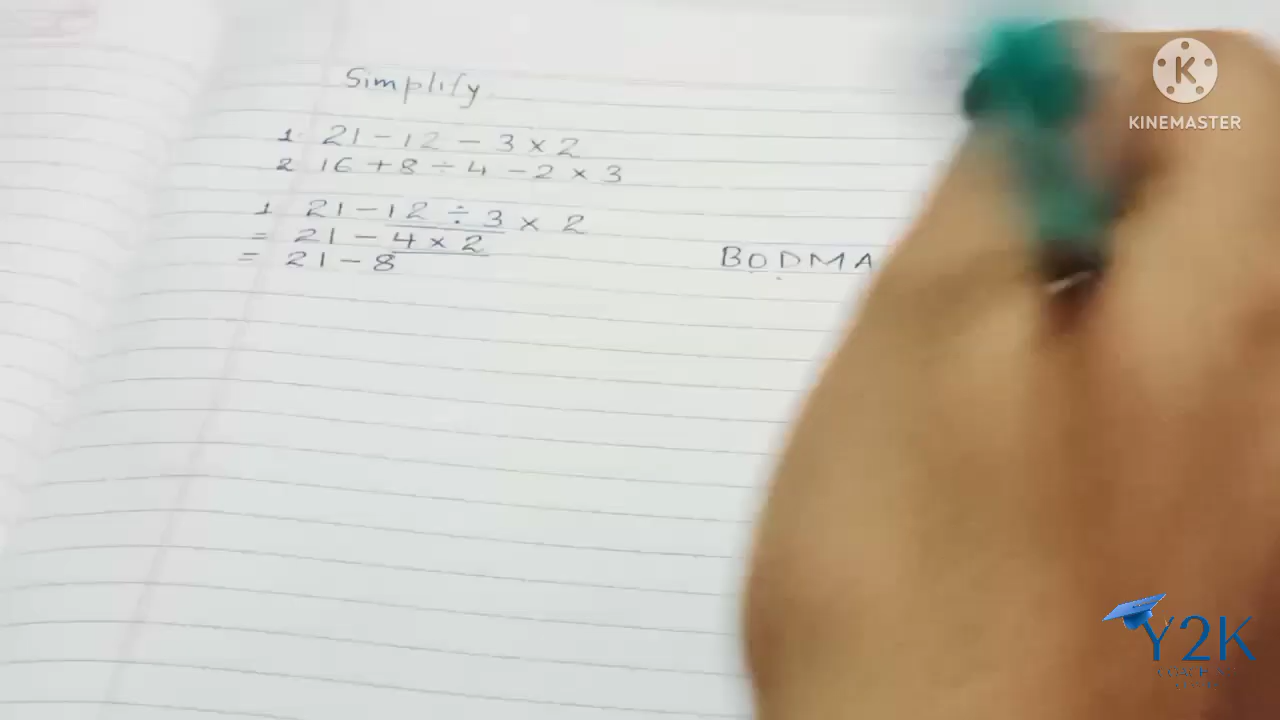 Simplify
1. 21 - 12 - 3 × 2
2 16 + 8 ÷ 4 - 2 × 3
1 21 - 12 ÷ 3 × 2
= 21 - 4 × 2
= 21 - 8
BODMA
K
KINEMASTER
Y2K